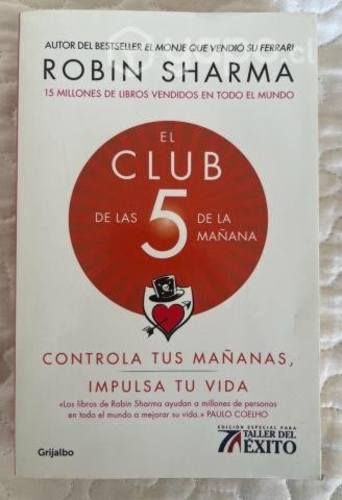 AUTOR DEL BESTSELLER EL MONJE QUE VENDIÓ SU FERRARI
ROBIN SHARMA
15 MILLONES DE LIBROS VENDIDOS EN TODO EL MUNDO
EL
CLUB
DE LAS 5 DE LA
MAÑANA
CONTROLA TUS MAÑANAS,
IMPULSA TU VIDA
«Los libros de Robin Sharma ayudan a millones de personas
en todo el mundo a mejorar su vida.» PAULO COELHO
Grijalbo
EDICIÓN ESPECIAL PARA
TALLER DEL
ÉXITO